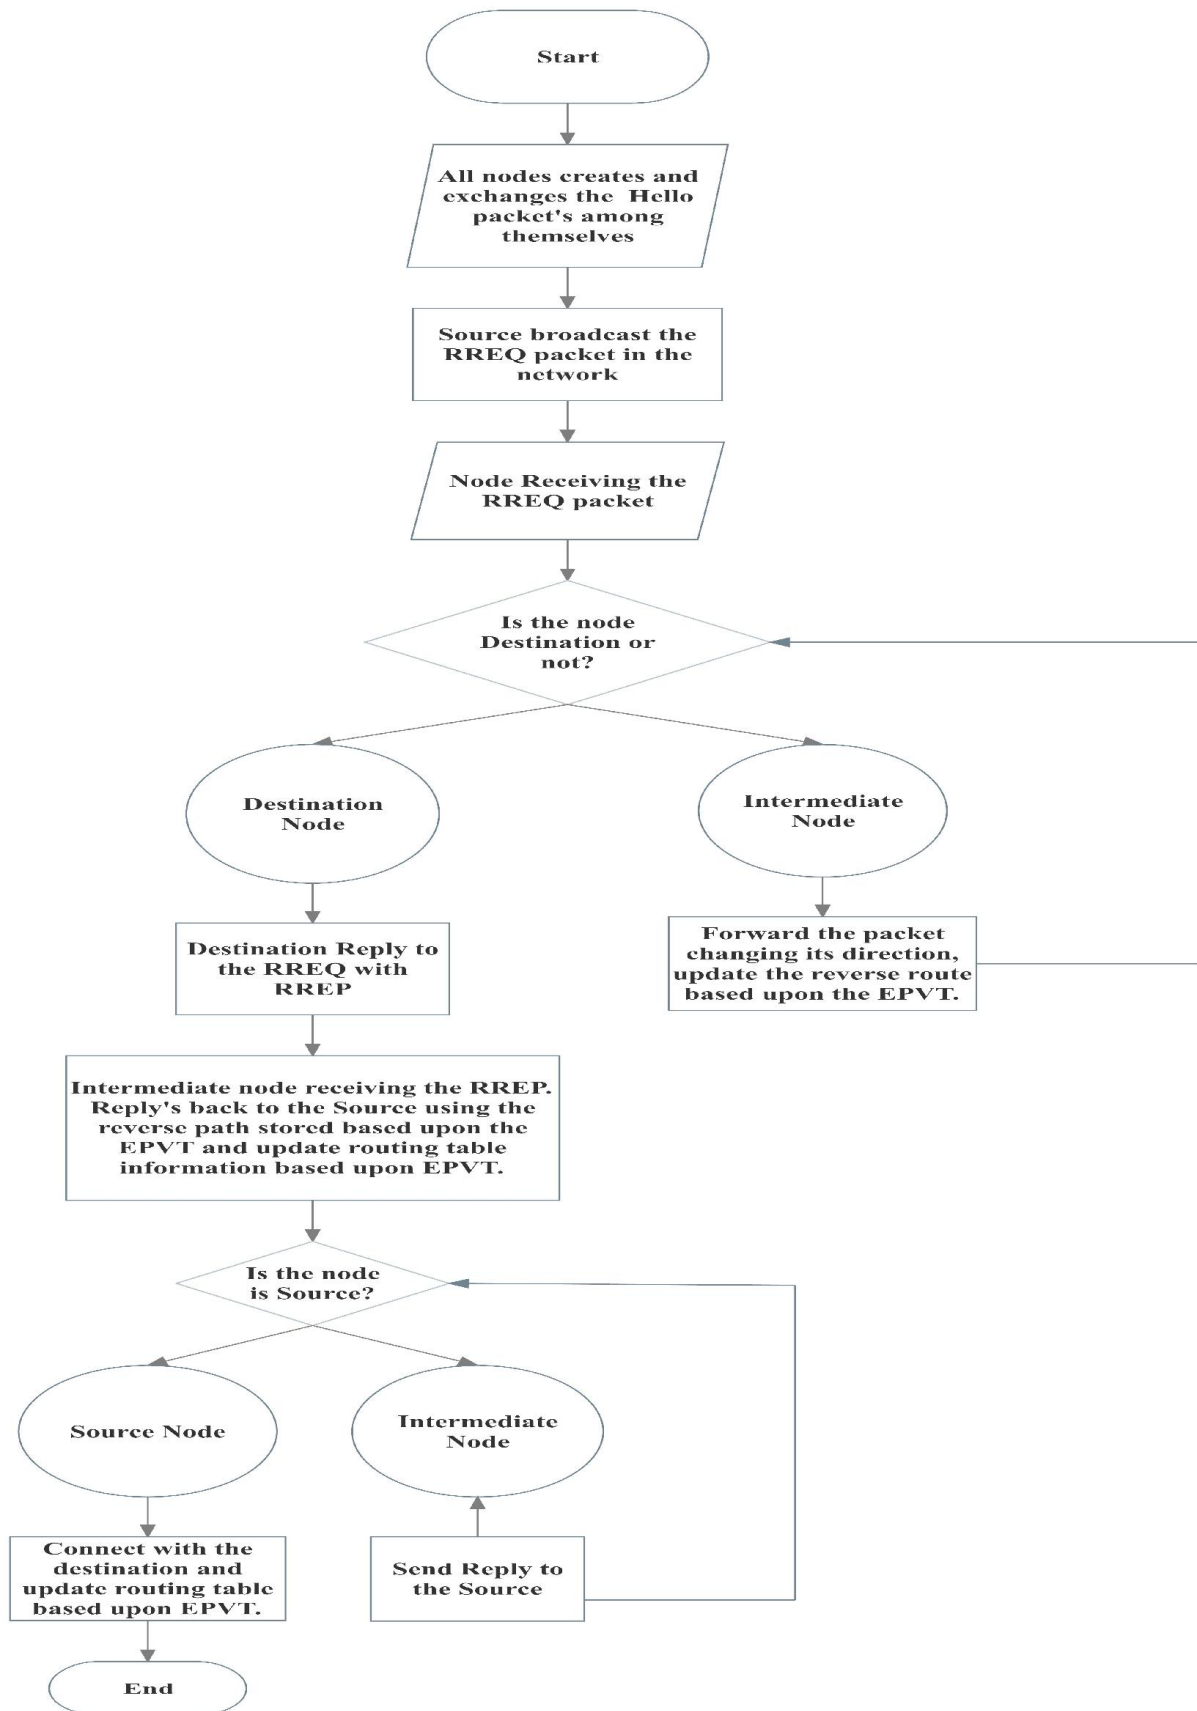 Start
All nodes creates and
exchanges the Hello
packet's among
themselves
Source broadcast the
RREQ packet in the
network
Node Receiving the
RREQ packet
Is the node
Destination or
not?
Destination
Node
Intermediate
Node
Destination Reply to
the RREQ with
RREP
Forward the packet
changing its direction,
update the reverse route
based upon the EPVT.
Intermediate node receiving the RREP.
Reply's back to the Source using the
reverse path stored based upon the
EPVT and update routing table
information based upon EPVT.
Is the node
is Source?
Source Node
Intermediate
Node
Connect with the
destination and
update routing table
based upon EPVT.
Send Reply to
the Source
End